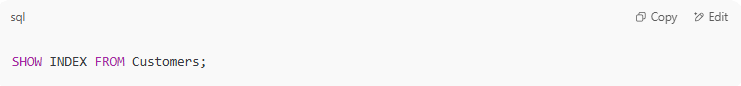 sql
Copy
Edit
SHOW INDEX FROM Customers;